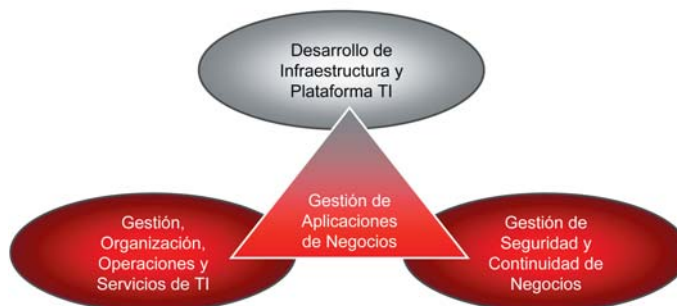 Desarrollo de
Infraestructura y
Plataforma TI
Gestión de
Aplicaciones
de Negocios
Gestión,
Organización,
Operaciones y
Servicios de TI
Gestión de
Seguridad y
Continuidad de
Negocios